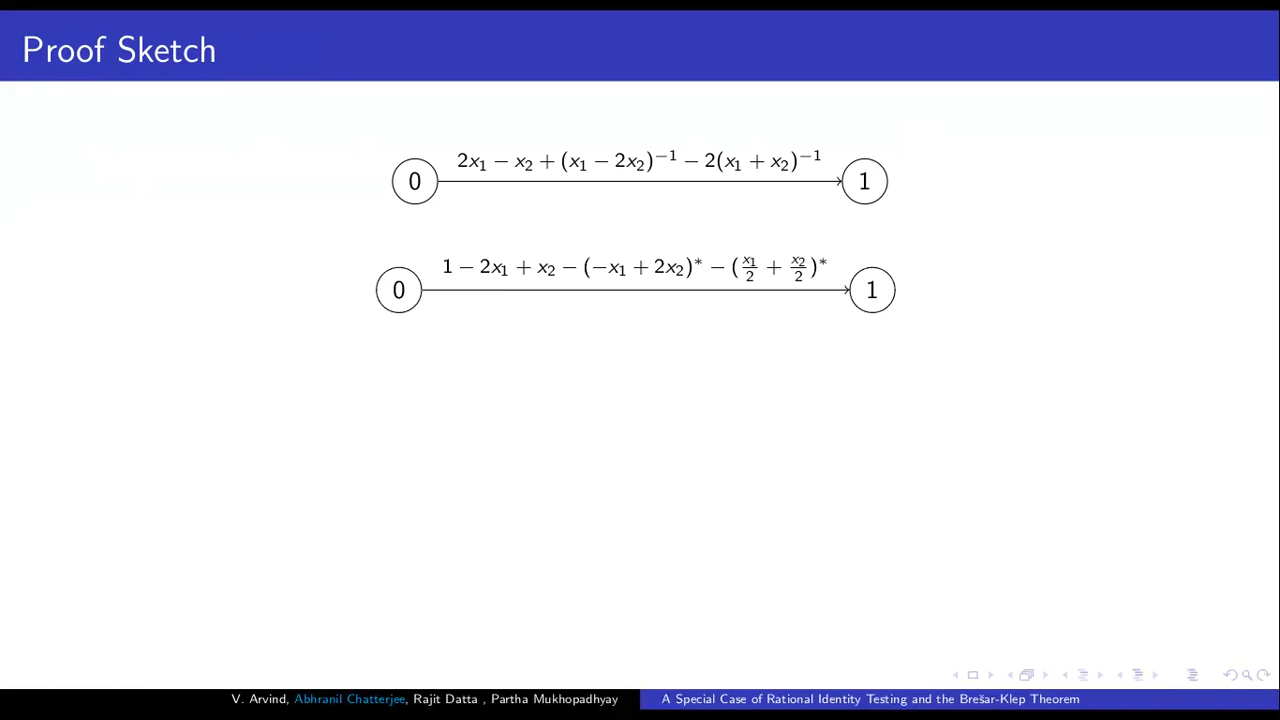 Proof Sketch
0 2x₁ − x₂ + (x₁ − 2x₂)⁻¹ − 2(x₁ + x₂)⁻¹ 1
0 1 − 2x₁ + x₂ − (−x₁ + 2x₂)* − (x₁/2 + x₂/2)* 1
V. Arvind, Abhranil Chatterjee, Rajit Datta , Partha Mukhopadhyay A Special Case of Rational Identity Testing and the Brešar-Klep Theorem